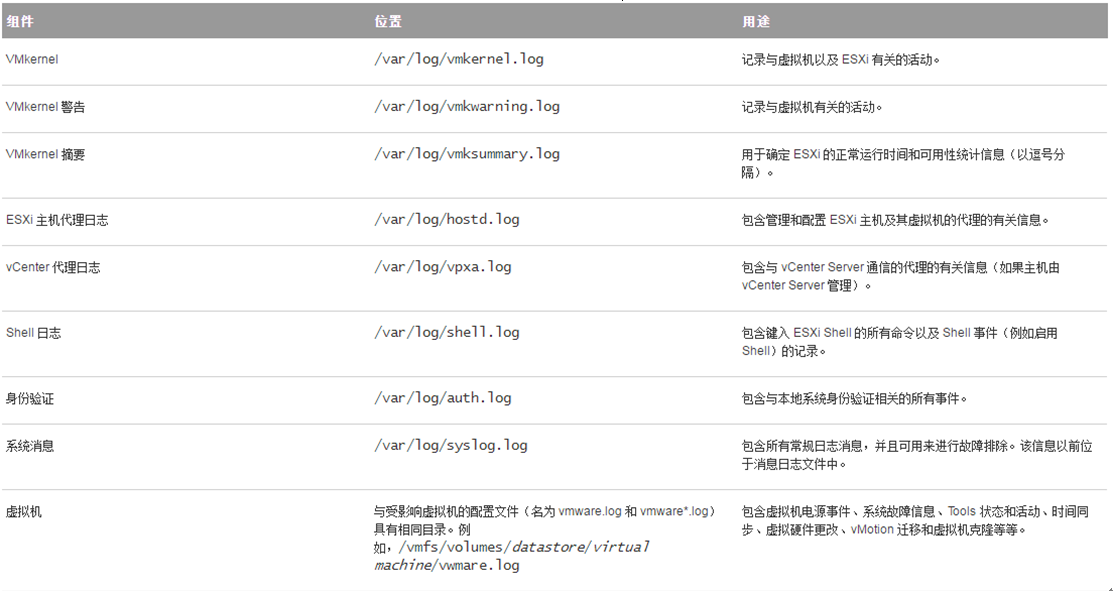 组件 位置 用途
VMkernel /var/log/vmkernel.log 记录与虚拟机以及 ESXi 有关的活动。
VMkernel 警告 /var/log/vmkwarning.log 记录与虚拟机有关的活动。
VMkernel 摘要 /var/log/vmksummary.log 用于确定 ESXi 的正常运行时间和可用性统计信息（以逗号分
隔）。
ESXi 主机代理日志 /var/log/hostd.log 包含管理和配置 ESXi 主机及其虚拟机的代理的有关信息。
vCenter 代理日志 /var/log/vpxa.log 包含与 vCenter Server 通信的代理的有关信息（如果主机由
vCenter Server 管理）。
Shell 日志 /var/log/shell.log 包含键入 ESXi Shell 的所有命令以及 Shell 事件（例如启用
Shell）的记录。
身份验证 /var/log/auth.log 包含与本地系统身份验证相关的所有事件。
系统消息 /var/log/syslog.log 包含所有常规日志消息，并且可用来进行故障排除。该信息以前位
于消息日志文件中。
虚拟机 与受影响虚拟机的配置文件（名为 vmware.log 和 vmware*.log） 包含虚拟机电源事件、系统故障信息、Tools 状态和活动、时间同
具有相同目录。例 步、虚拟硬件更改、vMotion 迁移和虚拟机克隆等等。
如，/vmfs/volumes/datastore/virtual
machine/vwmare.log